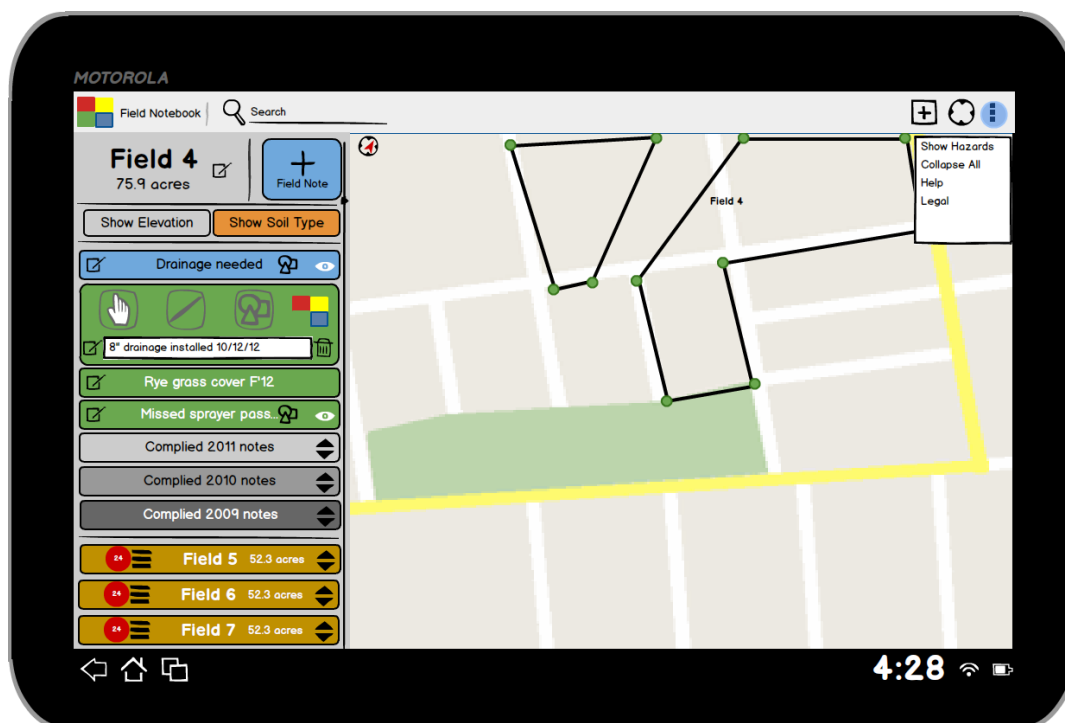 MOTOROLA
Field Notebook
Search
Field 4
75.9 acres
Field Note
Show Elevation
Show Soil Type
Drainage needed
8" drainage installed 10/12/12
Rye grass cover F'12
Missed sprayer pass...
Complied 2011 notes
Complied 2010 notes
Complied 2009 notes
24 Field 5 52.3 acres
24 Field 6 52.3 acres
24 Field 7 52.3 acres
Field 4
Show Hazards
Collapse All
Help
Legal
4:28